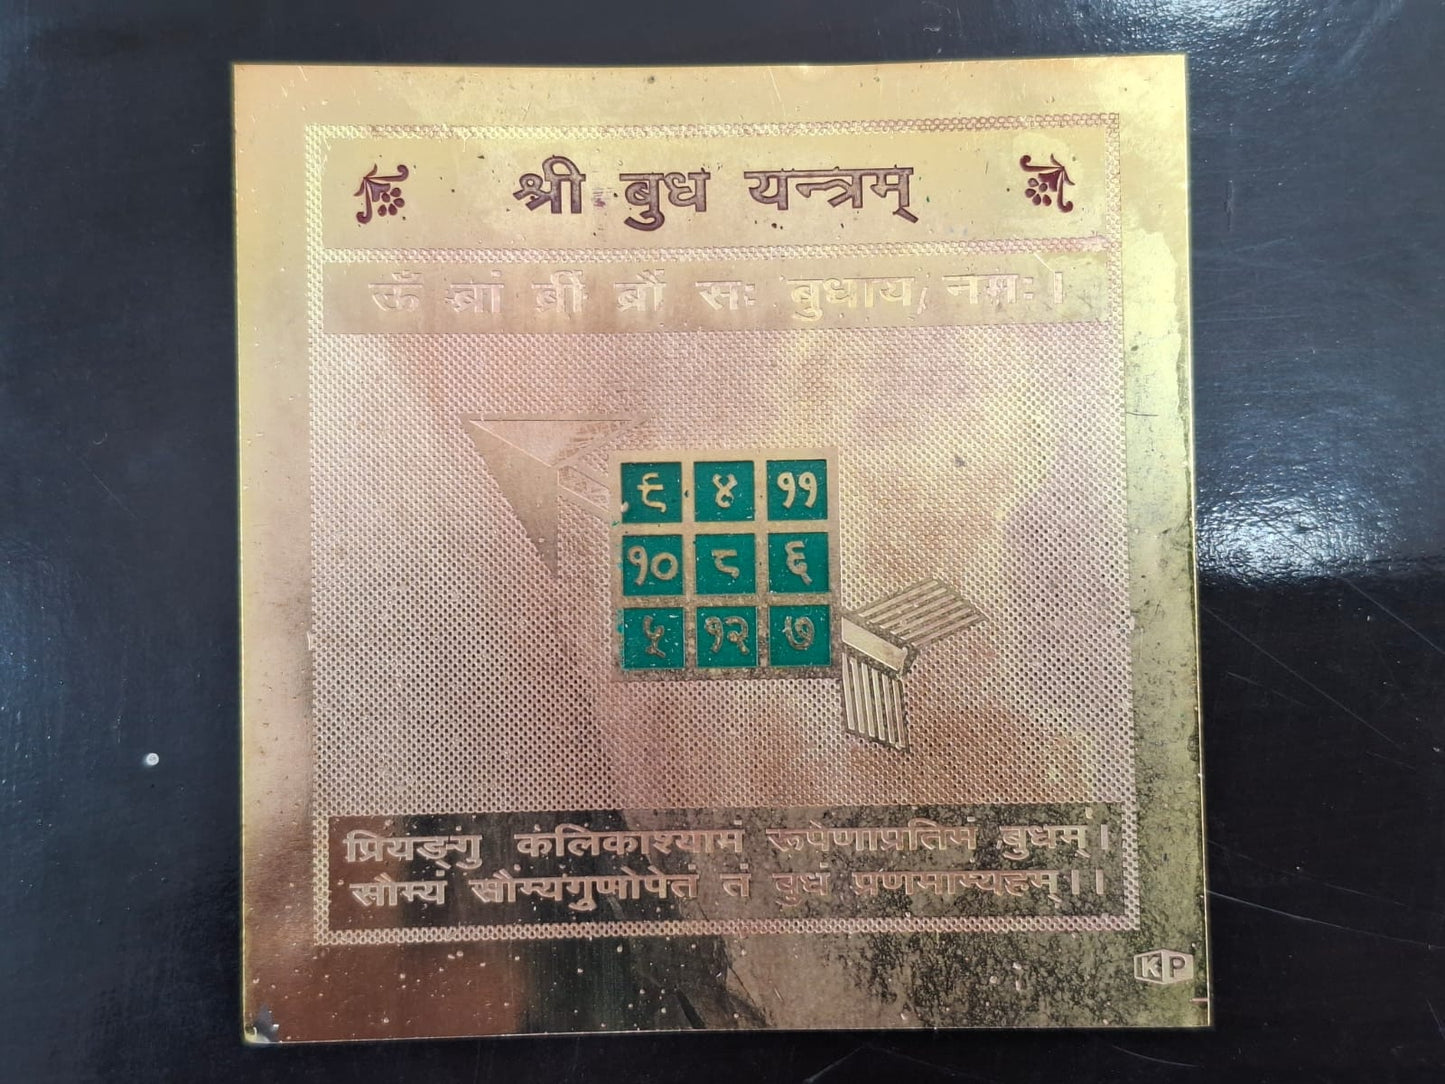 श्री बुध यन्त्रम्
ॐ ब्रां ब्रीं ब्रौं सः बुधाय नमः।
९ ४ ११
१० ८ ६
५ १२ ७
प्रियङ्गु कलिकाश्यामं रूपेणाप्रतिमं बुधम्।
सौम्यं सौम्यगुणोपेतं तं बुधं प्रणमाम्यहम्।।
KP